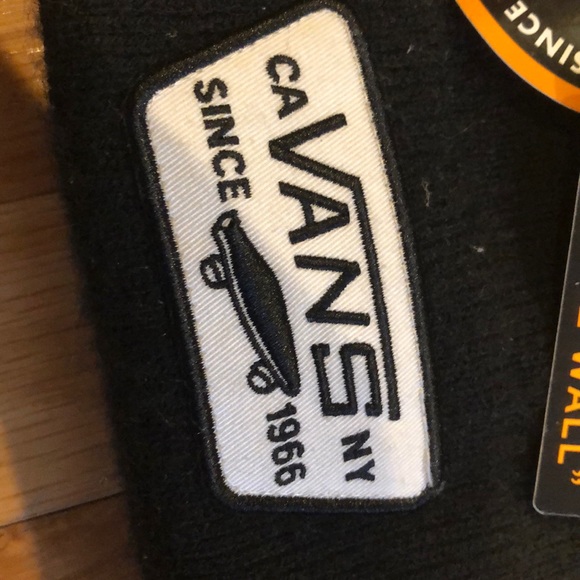 CA VANS NY
SINCE 1966
SINCE
WALL"